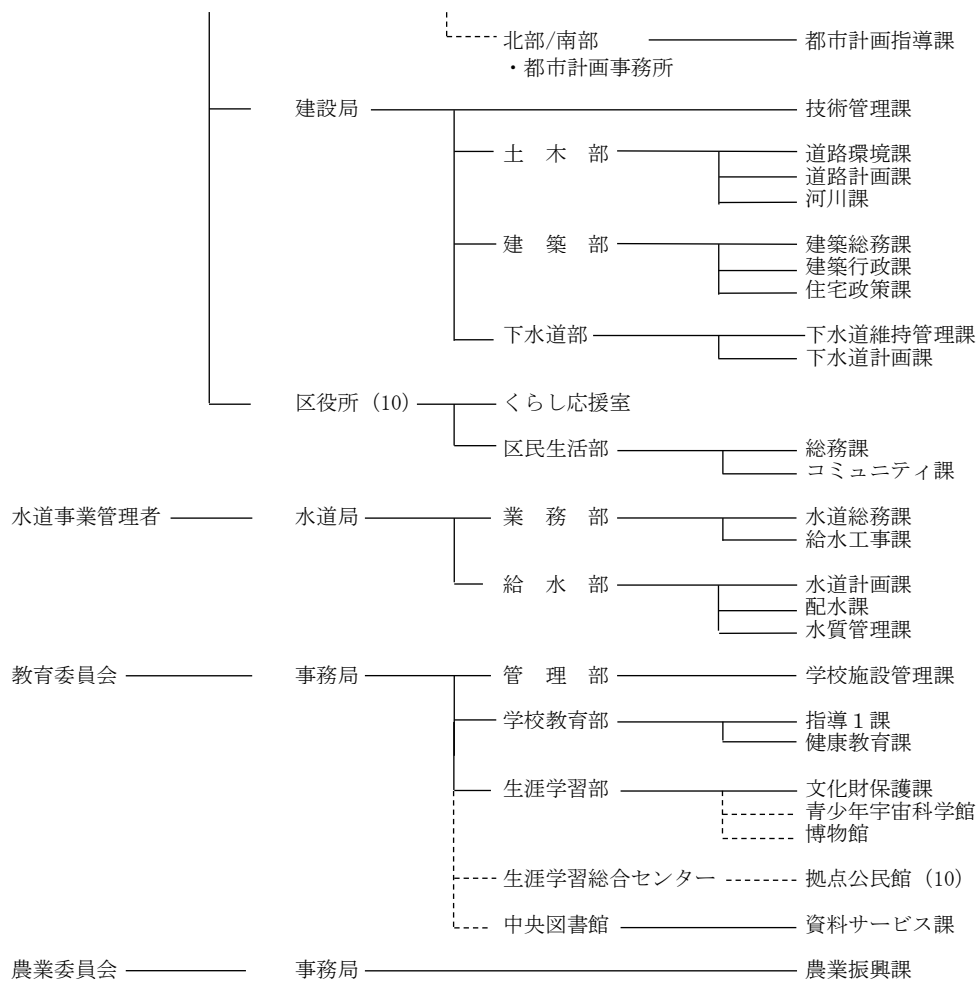 北部/南部 都市計画指導課
・都市計画事務所
建設局 技術管理課
土 木 部 道路環境課
道路計画課
河川課
建 築 部 建築総務課
建築行政課
住宅政策課
下水道部 下水道維持管理課
下水道計画課
区役所 (10) くらし応援室
区民生活部 総務課
コミュニティ課
水道事業管理者 水道局 業 務 部 水道総務課
給水工事課
給 水 部 水道計画課
配水課
水質管理課
教育委員会 事務局 管 理 部 学校施設管理課
学校教育部 指導1課
健康教育課
生涯学習部 文化財保護課
青少年宇宙科学館
博物館
生涯学習総合センター 拠点公民館 (10)
中央図書館 資料サービス課
農業委員会 事務局 農業振興課